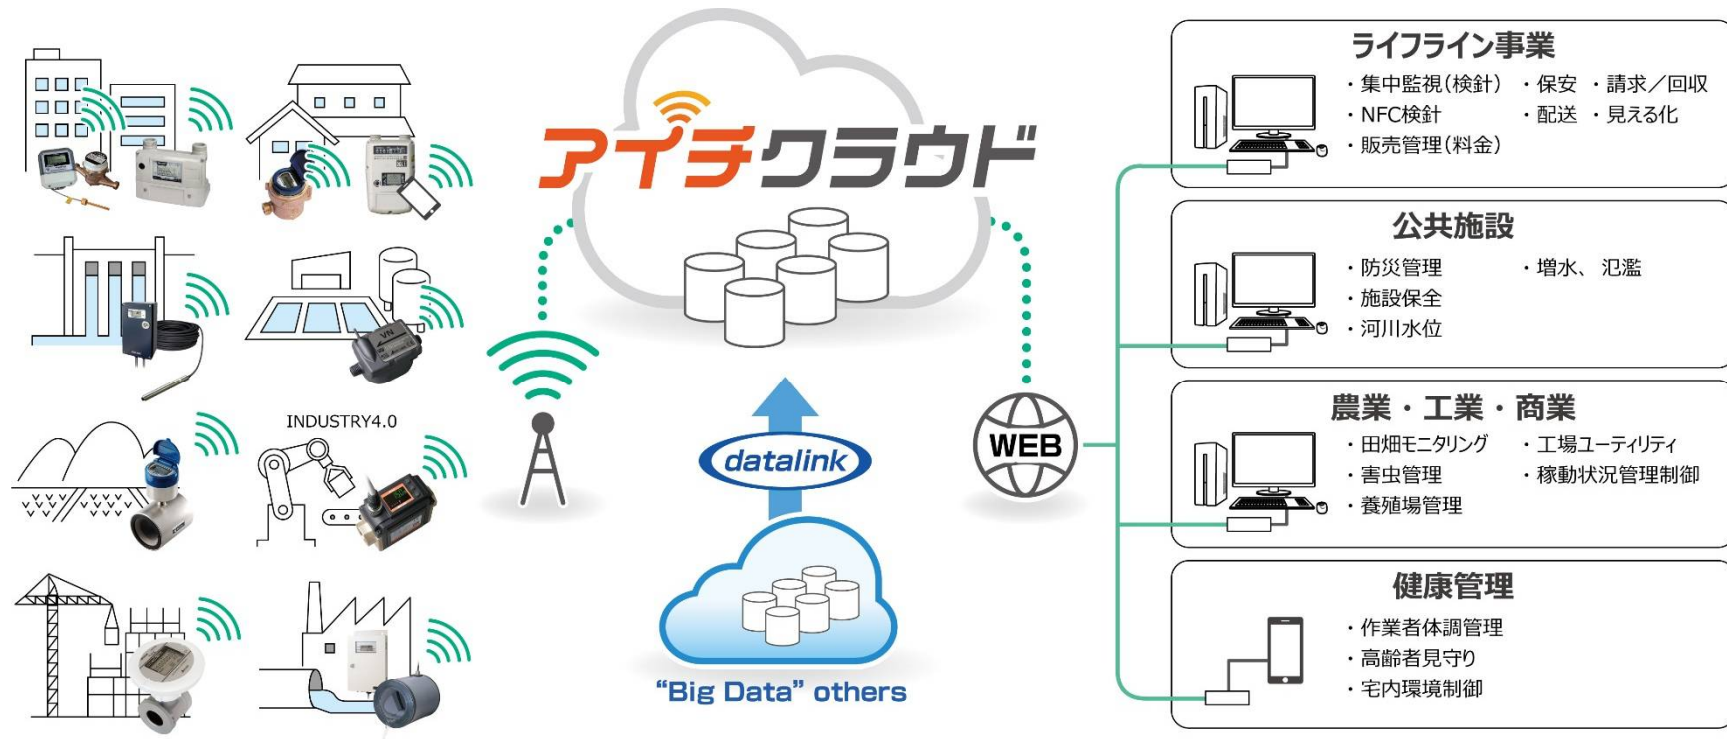 アイチクラウド
INDUSTRY4.0
VN
datalink
"Big Data" others
WEB
ライフライン事業
・集中監視(検針) ・保安 ・請求／回収
・NFC検針 ・配送 ・見える化
・販売管理(料金)
公共施設
・防災管理 ・増水、氾濫
・施設保全
・河川水位
農業・工業・商業
・田畑モニタリング ・工場ユーティリティ
・害虫管理 ・稼動状況管理制御
・養殖場管理
健康管理
・作業者体調管理
・高齢者見守り
・宅内環境制御